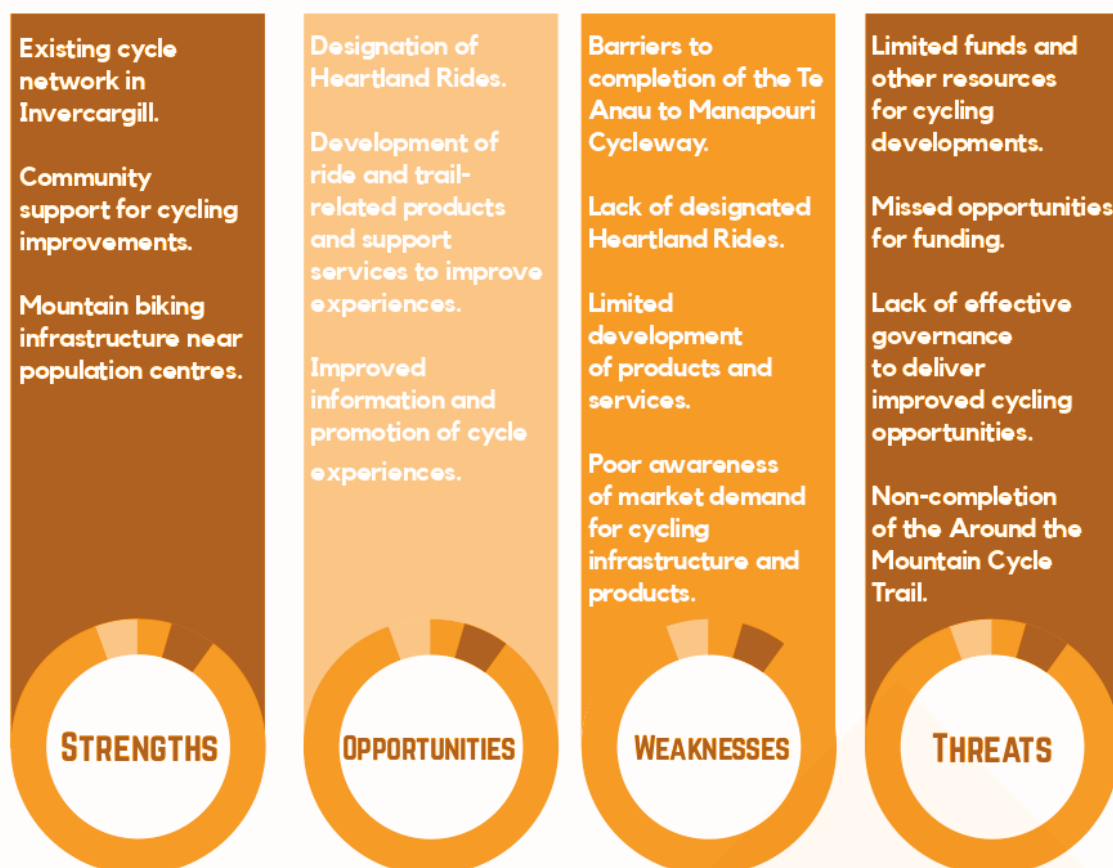 Existing cycle
network in
Invercargill.
Community
support for cycling
improvements.
Mountain biking
infrastructure near
population centres.
STRENGTHS
Designation of
Heartland Rides.
Development of
ride and trail-
related products
and support
services to improve
experiences.
Improved
information and
promotion of cycle
experiences.
OPPORTUNITIES
Barriers to
completion of the Te
Anau to Manapouri
Cycleway.
Lack of designated
Heartland Rides.
Limited
development
of products and
services.
Poor awareness
of market demand
for cycling
infrastructure and
products.
WEAKNESSES
Limited funds and
other resources
for cycling
developments.
Missed opportunities
for funding.
Lack of effective
governance
to deliver
improved cycling
opportunities.
Non-completion
of the Around the
Mountain Cycle
Trail.
THREATS